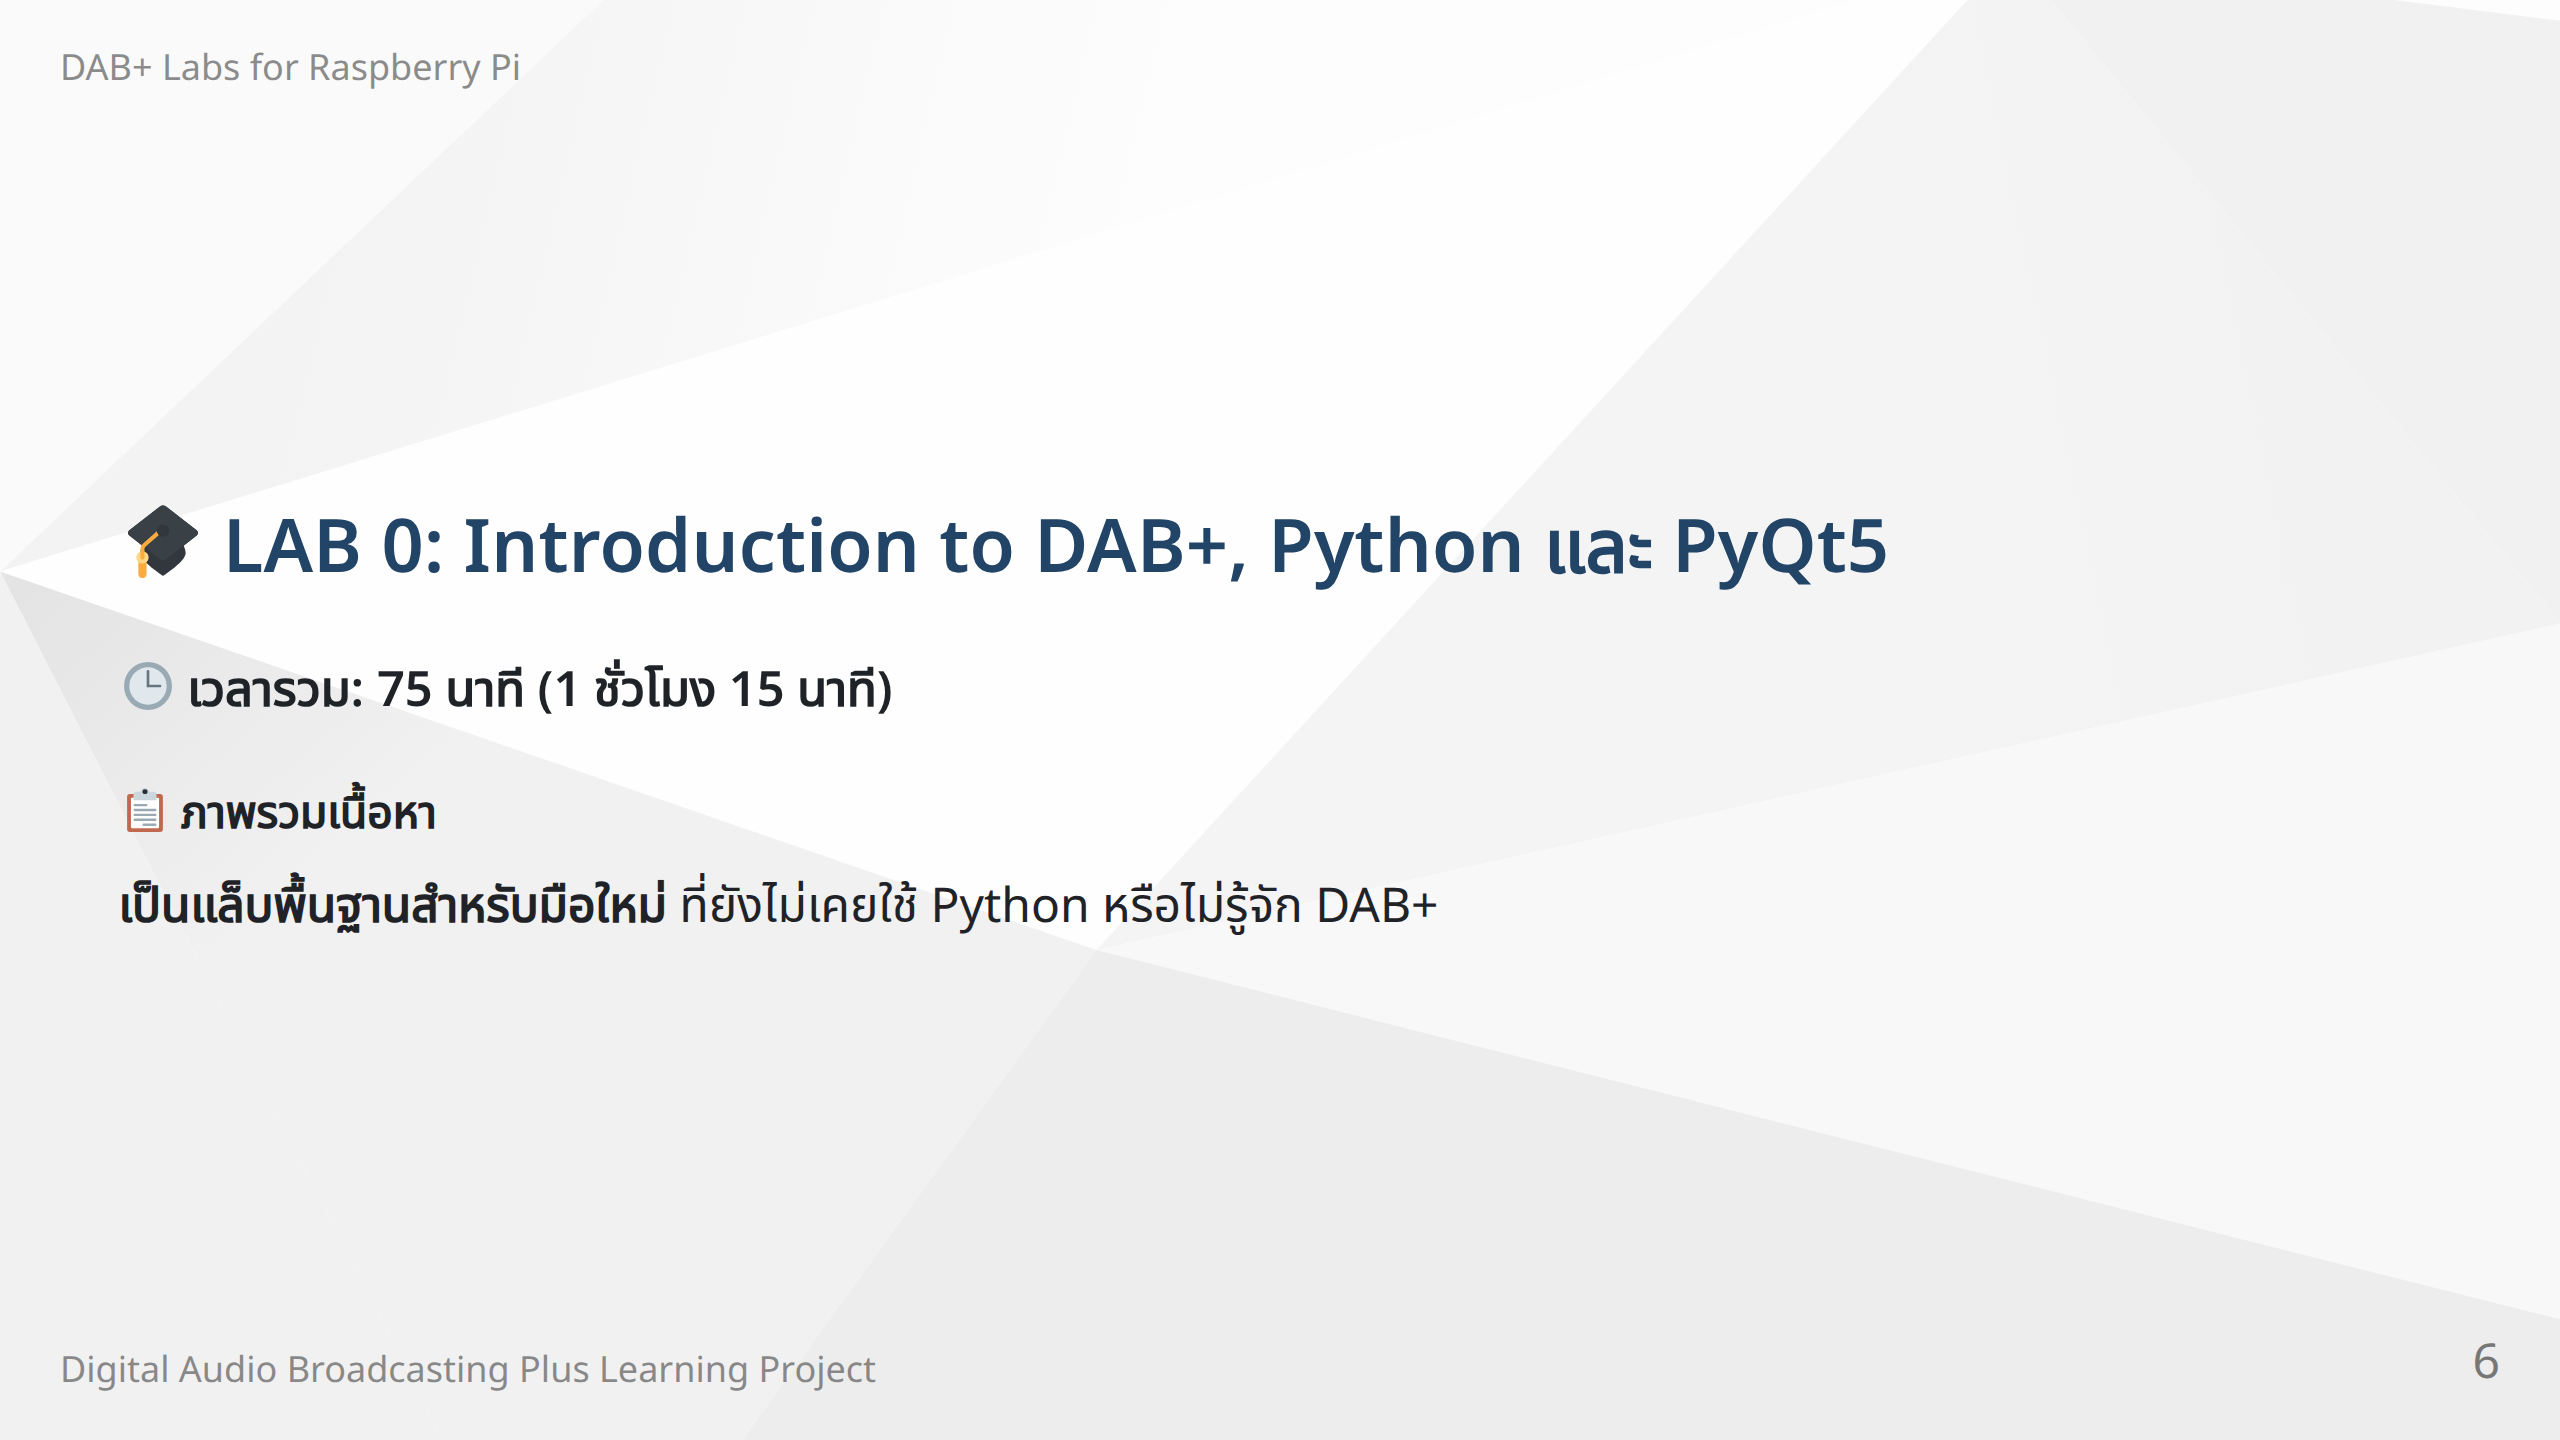 DAB+ Labs for Raspberry Pi
🎓 LAB 0: Introduction to DAB+, Python และ PyQt5
🕒 เวลารวม: 75 นาที (1 ชั่วโมง 15 นาที)
📋 ภาพรวมเนื้อหา
เป็นแล็บพื้นฐานสำหรับมือใหม่ ที่ยังไม่เคยใช้ Python หรือไม่รู้จัก DAB+
Digital Audio Broadcasting Plus Learning Project
6